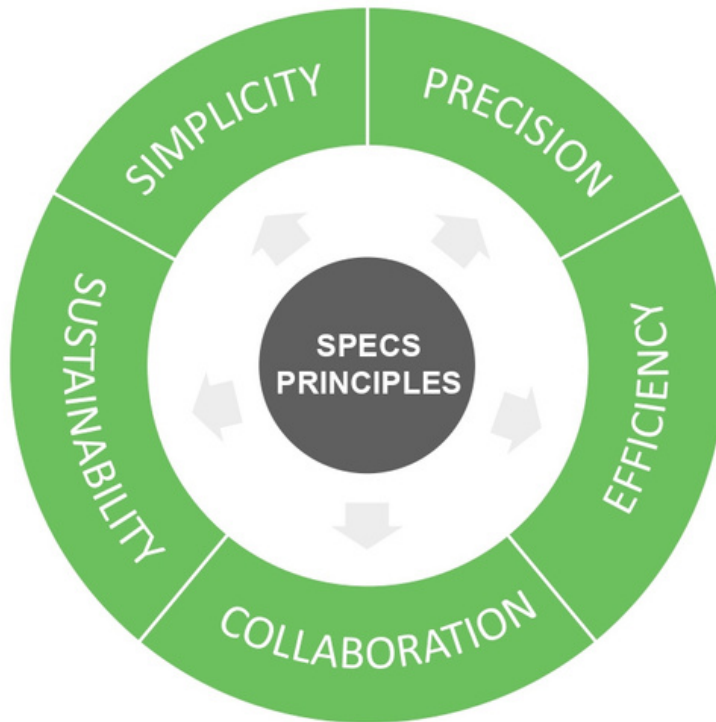 SPECS
PRINCIPLES
SIMPLICITY
PRECISION
EFFICIENCY
COLLABORATION
SUSTAINABILITY